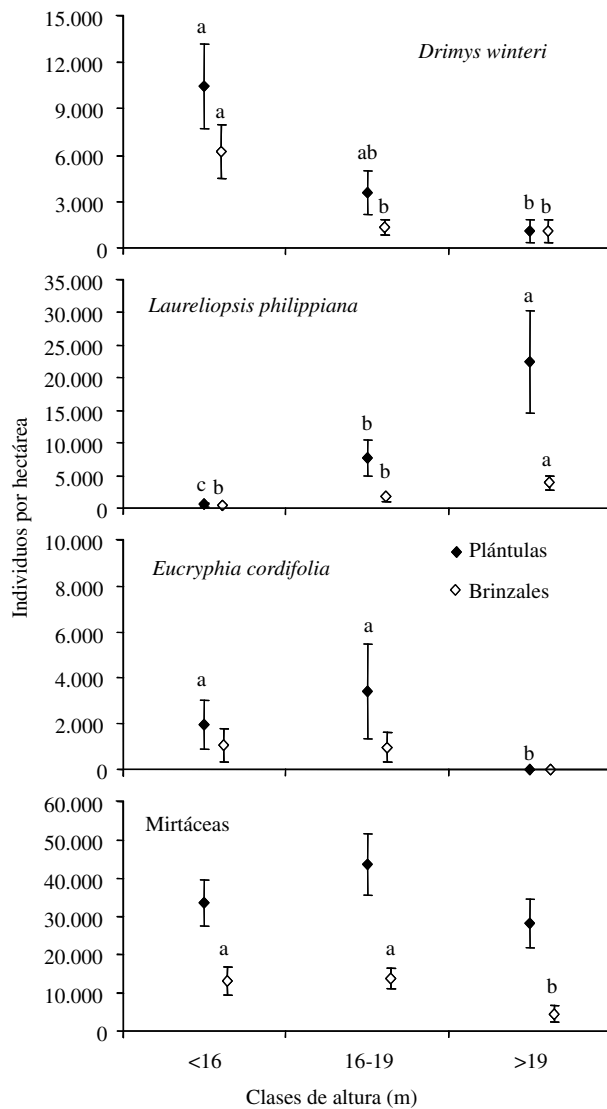 15.000
12.000
9.000
6.000
3.000
0
Drimys winteri
a
a
ab
b
b b
35.000
30.000
25.000
20.000
15.000
10.000
5.000
0
Laureliopsis philippiana
c b
b
b
a
a
Individuos por hectárea
10.000
8.000
6.000
4.000
2.000
0
Eucryphia cordifolia
Plántulas
Brinzales
a
a
b
60.000
50.000
40.000
30.000
20.000
10.000
0
Mirtáceas
a
a
b
<16 16-19 >19
Clases de altura (m)